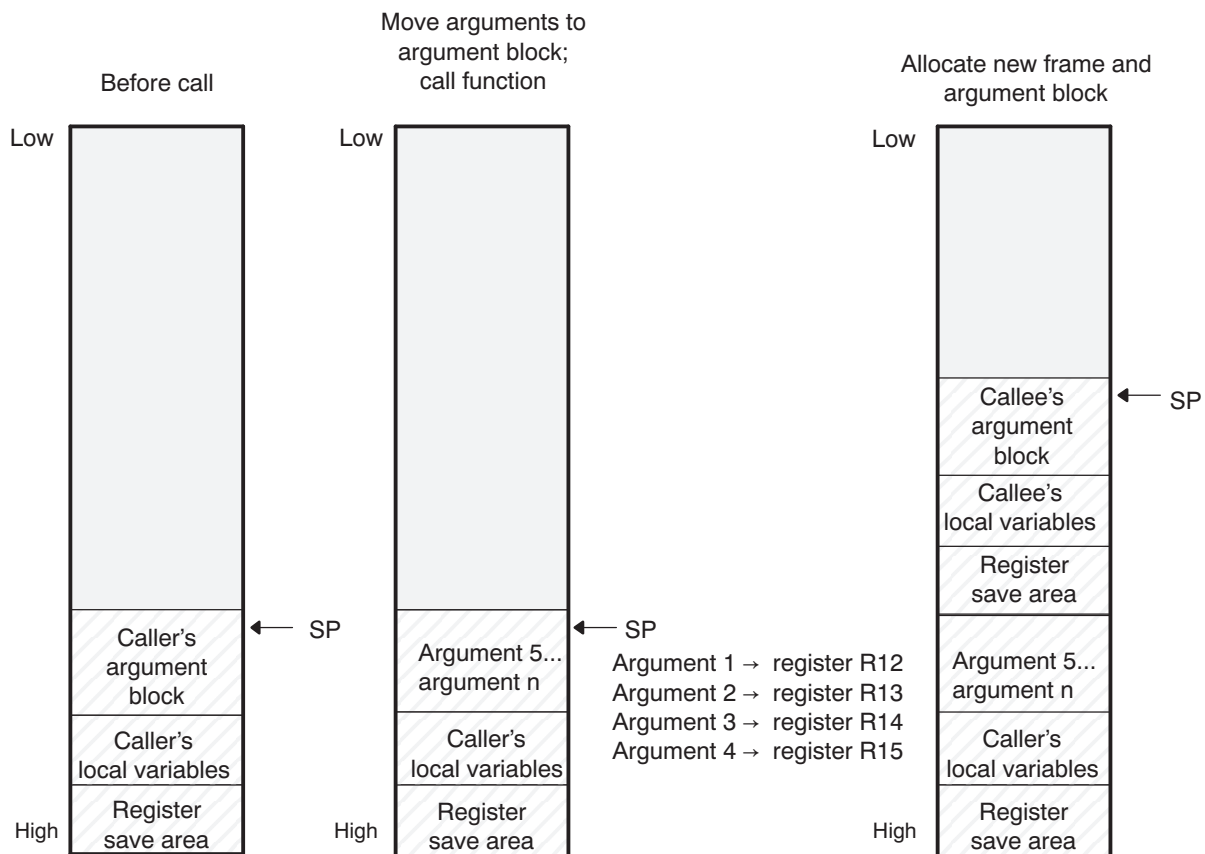 Before call
Low
SP
Caller's
argument
block
Caller's
local variables
Register
save area
High
Move arguments to
argument block;
call function
Low
SP
Argument 5...
argument n
Argument 1 → register R12
Argument 2 → register R13
Argument 3 → register R14
Argument 4 → register R15
Caller's
local variables
Register
save area
High
Allocate new frame and
argument block
Low
SP
Callee's
argument
block
Callee's
local variables
Register
save area
Argument 5...
argument n
Caller's
local variables
Register
save area
High